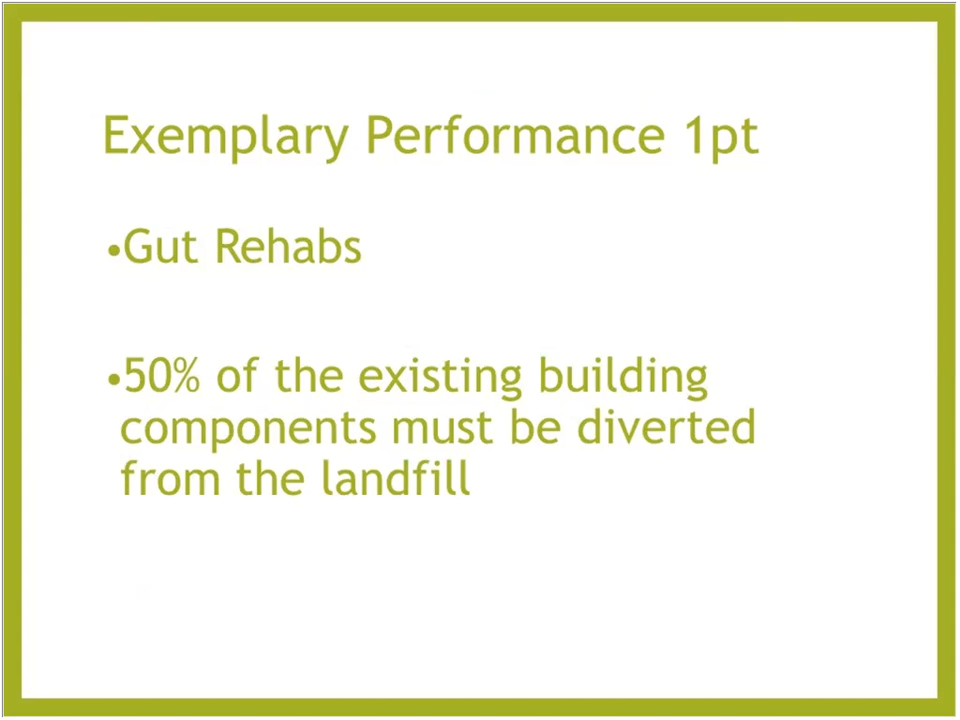 Exemplary Performance 1pt
•Gut Rehabs
•50% of the existing building
components must be diverted
from the landfill